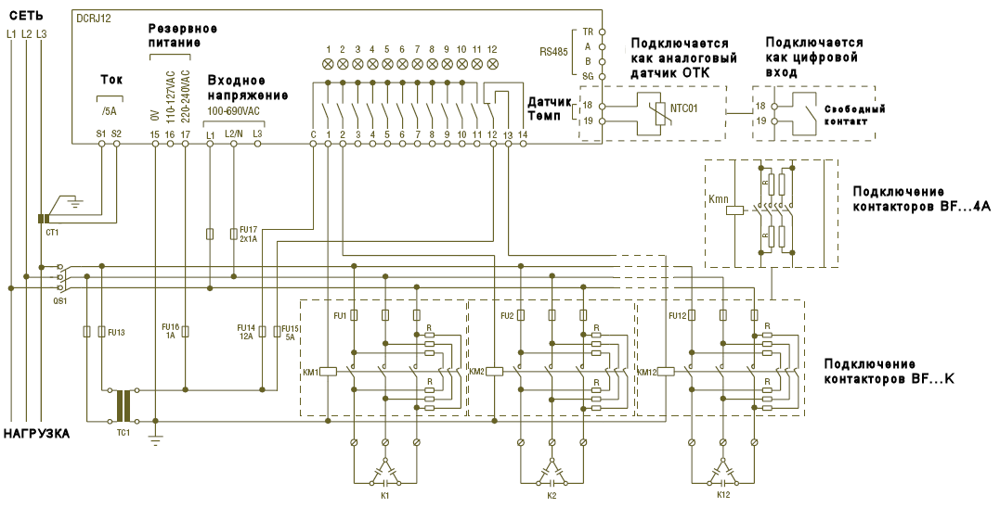 СЕТЬ
L1 L2 L3
DCRJ12
Резервное
питание
Ток
/5A
0V
110-127VAC
220-240VAC
Входное
напряжение
100-690VAC
1 2 3 4 5 6 7 8 9 10 11 12
RS485
TR
A
B
SG
Датчик
Темп
18
19
NTC01
Подключается
как аналоговый
датчик ОТК
Подключается
как цифровой
вход
18
19
Свободный
контакт
S1 S2 15 16 17 L1 L2/N L3 C 1 2 3 4 5 6 7 8 9 10 11 12 13 14
CT1
FU17
2x1A
Kmn
R
R
Подключение
контакторов BF...4A
QS1
FU13
FU16
1A
FU14
12A
FU15
5A
FU1
R
KM1
R
FU2
R
KM2
R
FU12
R
KM12
R
Подключение
контакторов BF...K
TC1
НАГРУЗКА
K1
K2
K12